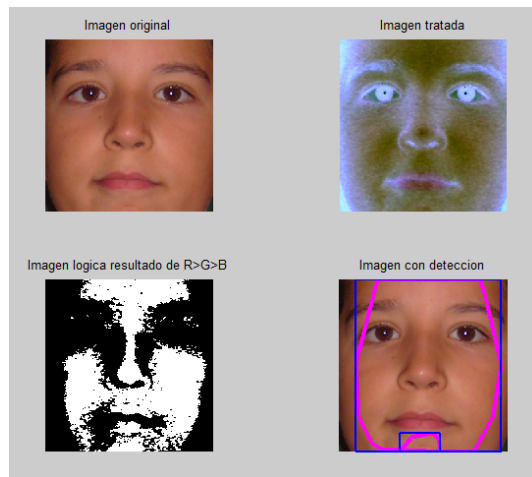 Imagen original
Imagen tratada
Imagen logica resultado de R>G>B
Imagen con deteccion